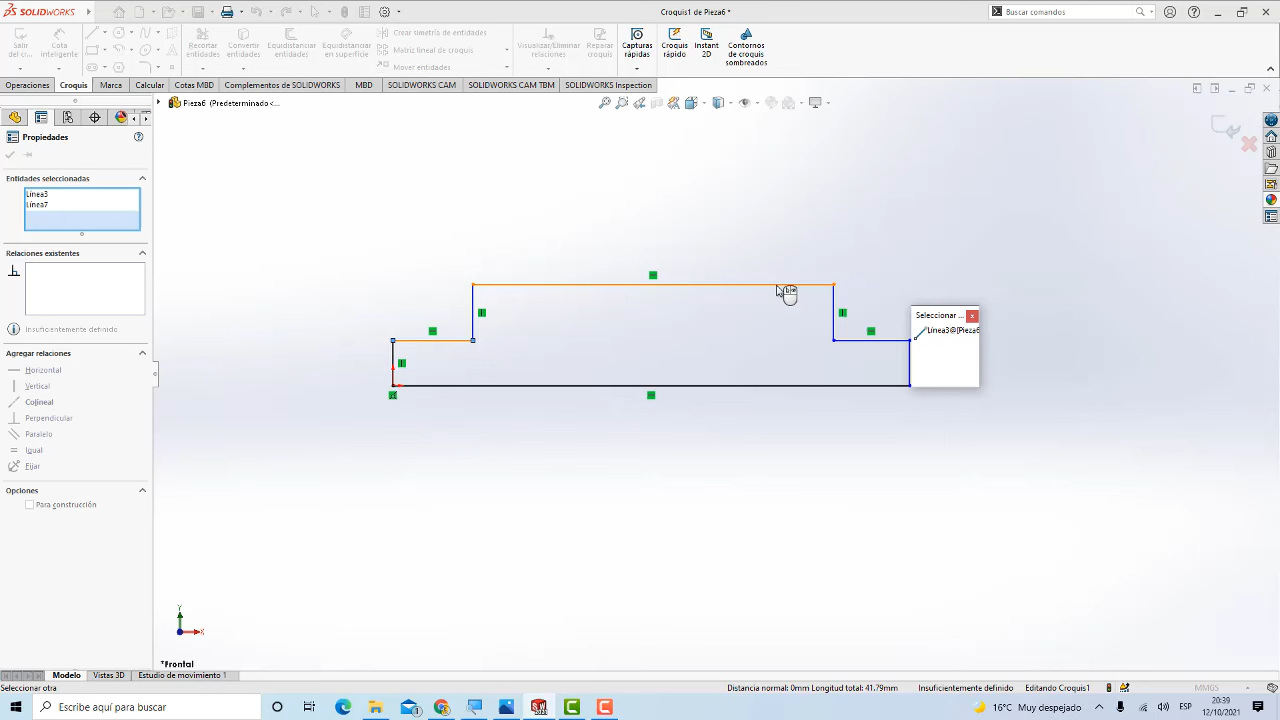 SOLIDWORKS
Croquis1 de Pieza6 *
Buscar comandos
Salir del ci...
Cota inteligente
Recortar entidades
Convertir entidades
Equidistanciar entidades
Equidistanciar en superficie
Crear simetría de entidades
Matriz lineal de croquis
Mover entidades
Visualizar/Eliminar relaciones
Reparar croquis
Capturas rápidas
Croquis rápido
Instant 2D
Contornos de croquis sombreados
Operaciones Croquis Marca Calcular Cotas MBD Complementos de SOLIDWORKS MBD SOLIDWORKS CAM SOLIDWORKS CAM TBM SOLIDWORKS Inspection
Pieza6 (Predeterminado <...
Propiedades
Entidades seleccionadas
Línea3
Línea7
Relaciones existentes
Insuficientemente definido
Agregar relaciones
Horizontal
Vertical
Colineal
Perpendicular
Paralelo
Igual
Fijar
Opciones
Para construcción
Seleccionar ...
Línea3@[Pieza6
Y
X
*Frontal
Modelo Vistas 3D Estudio de movimiento 1
Seleccionar otra
Distancia normal: 0mm Longitud total: 41.79mm Insuficientemente definido Editando Croquis1 MMGS
Escribe aquí para buscar
16°C Muy despejado
ESP
20:39
12/10/2021